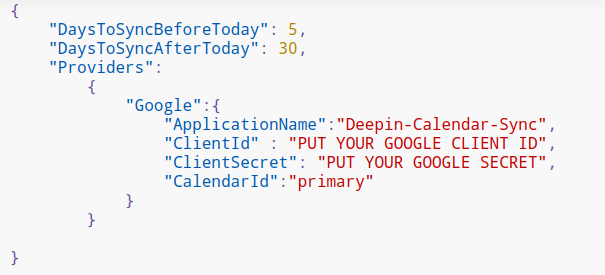 {
    "DaysToSyncBeforeToday": 5,
    "DaysToSyncAfterToday": 30,
    "Providers":
        {
            "Google":{
                "ApplicationName":"Deepin-Calendar-Sync",
                "ClientId" : "PUT YOUR GOOGLE CLIENT ID",
                "ClientSecret": "PUT YOUR GOOGLE SECRET",
                "CalendarId":"primary"
            }
        }

}